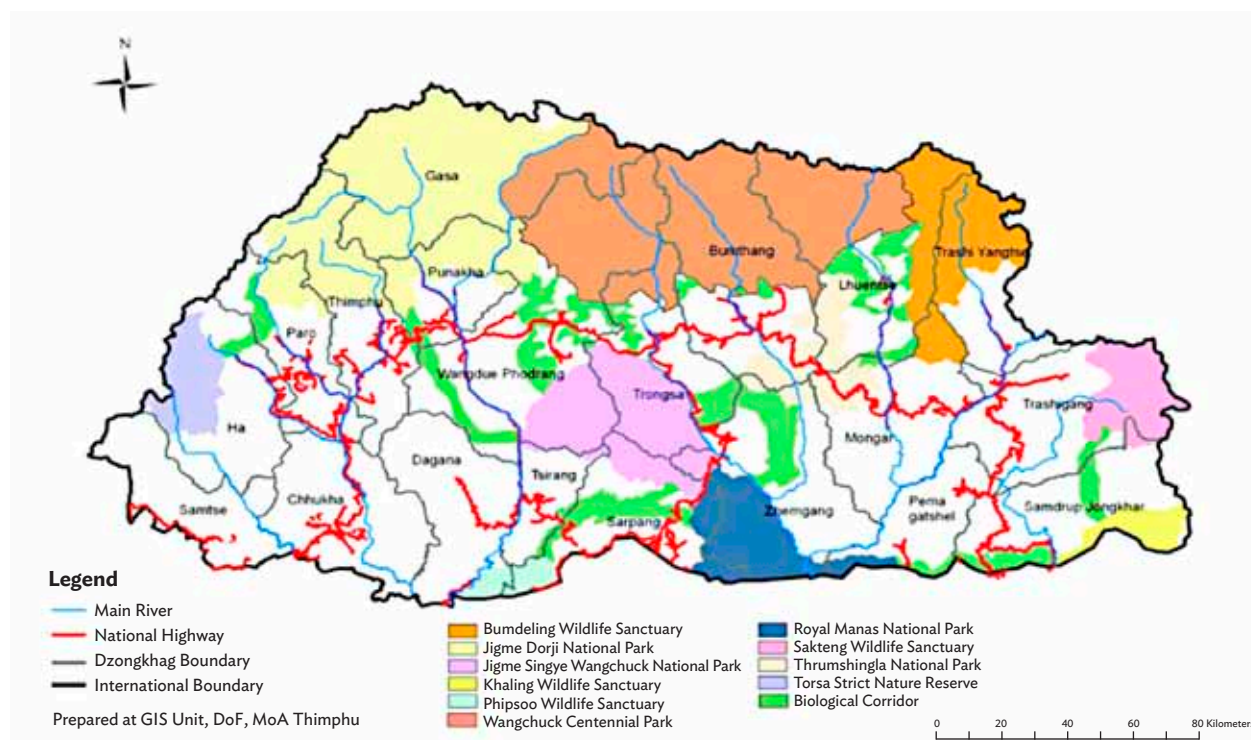 N
Gasa
Bumthang
Trashi Yangtse
Punakha
Lhuentse
Thimphu
Paro
Wangdue Phodrang
Trongsa
Trashigang
Ha
Mongar
Dagana
Tsirang
Chhukha
Samtse
Sarpang
Zhemgang
Pema
gatshel
Samdrup Jongkhar
Legend
Main River
National Highway
Dzongkhag Boundary
International Boundary
Prepared at GIS Unit, DoF, MoA Thimphu
Bumdeling Wildlife Sanctuary
Jigme Dorji National Park
Jigme Singye Wangchuck National Park
Khaling Wildlife Sanctuary
Phipsoo Wildlife Sanctuary
Wangchuck Centennial Park
Royal Manas National Park
Sakteng Wildlife Sanctuary
Thrumshingla National Park
Torsa Strict Nature Reserve
Biological Corridor
0 20 40 60 80 Kilometer